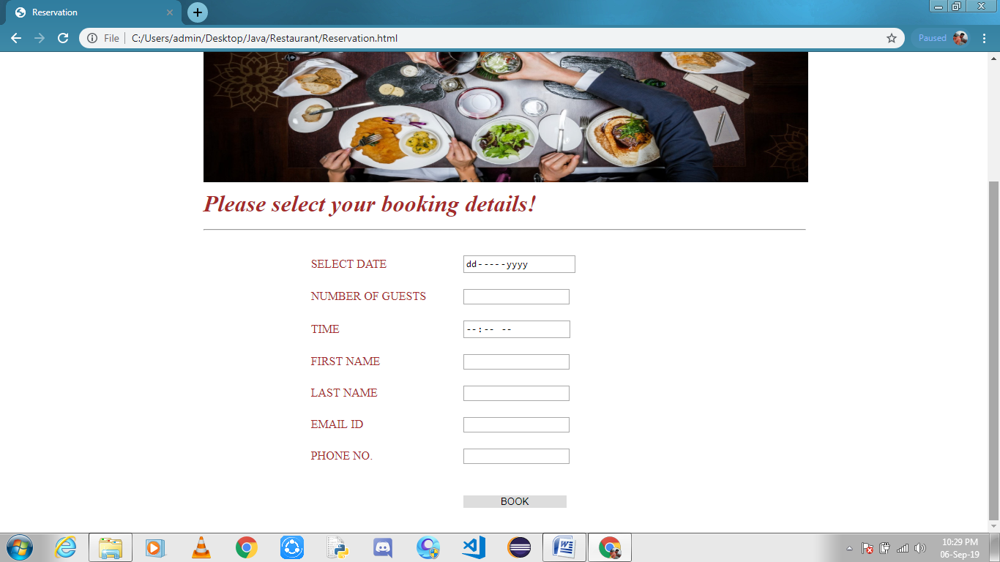 Reservation
File C:/Users/admin/Desktop/Java/Restaurant/Reservation.html Paused
Please select your booking details!
SELECT DATE dd-----yyyy
NUMBER OF GUESTS
TIME --:-- --
FIRST NAME
LAST NAME
EMAIL ID
PHONE NO.
BOOK
10:29 PM
06-Sep-19